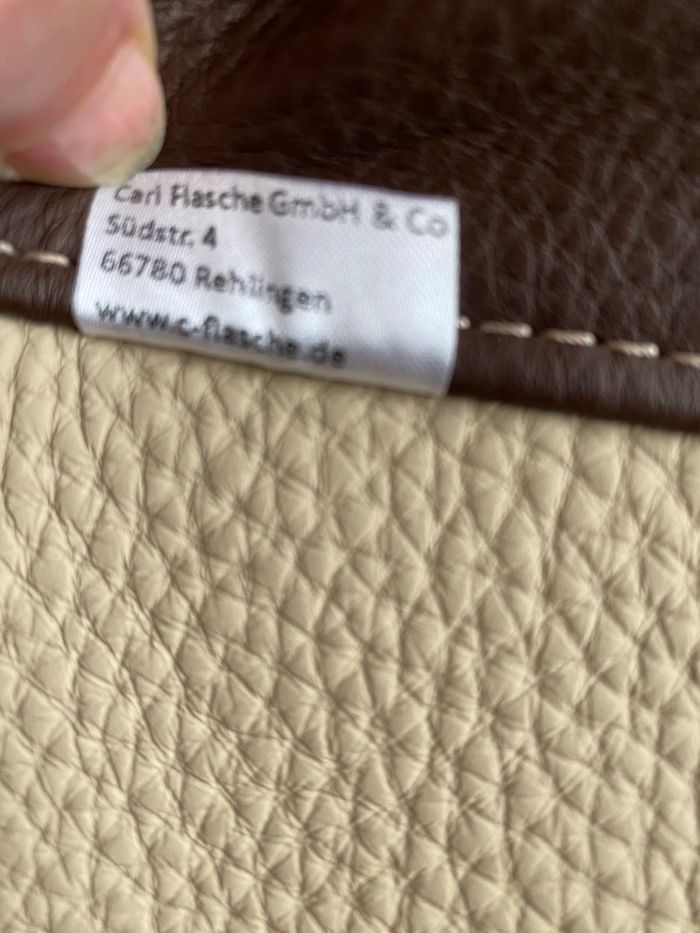 Carl Flasche GmbH & Co
Südstr. 4
66780 Rehlingen
www.c-flasche.de